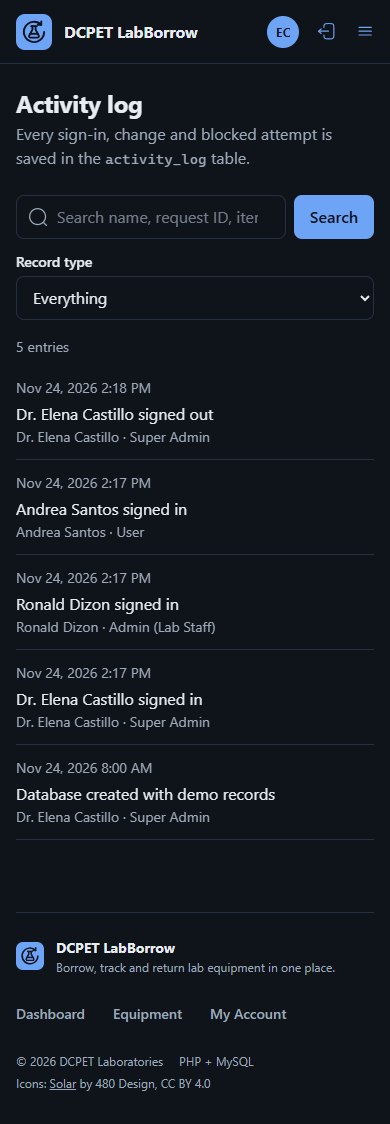 DCPET LabBorrow
EC
Activity log
Every sign-in, change and blocked attempt is
saved in the activity_log table.
Search name, request ID, iter
Search
Record type
Everything
5 entries
Nov 24, 2026 2:18 PM
Dr. Elena Castillo signed out
Dr. Elena Castillo · Super Admin
Nov 24, 2026 2:17 PM
Andrea Santos signed in
Andrea Santos · User
Nov 24, 2026 2:17 PM
Ronald Dizon signed in
Ronald Dizon · Admin (Lab Staff)
Nov 24, 2026 2:17 PM
Dr. Elena Castillo signed in
Dr. Elena Castillo · Super Admin
Nov 24, 2026 8:00 AM
Database created with demo records
Dr. Elena Castillo · Super Admin
DCPET LabBorrow
Borrow, track and return lab equipment in one place.
Dashboard Equipment My Account
© 2026 DCPET Laboratories PHP + MySQL
Icons: Solar by 480 Design, CC BY 4.0